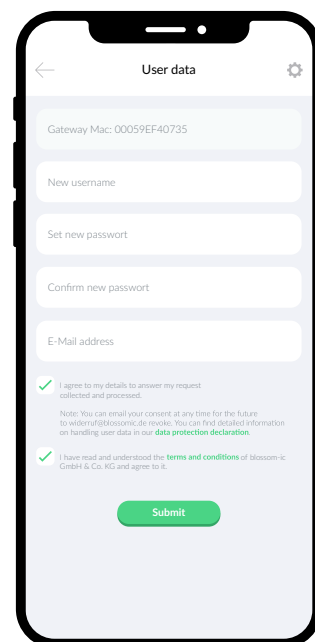 User data
Gateway Mac: 00059EF40735
New username
Set new passwort
Confirm new passwort
E-Mail address
I agree to my details to answer my request
collected and processed.
Note: You can email your consent at any time for the future
to widerruf@blossomic.de revoke. You can find detailed information
on handling user data in our data protection declaration.
I have read and understood the terms and conditions of blossom-ic
GmbH & Co. KG and agree to it.
Submit